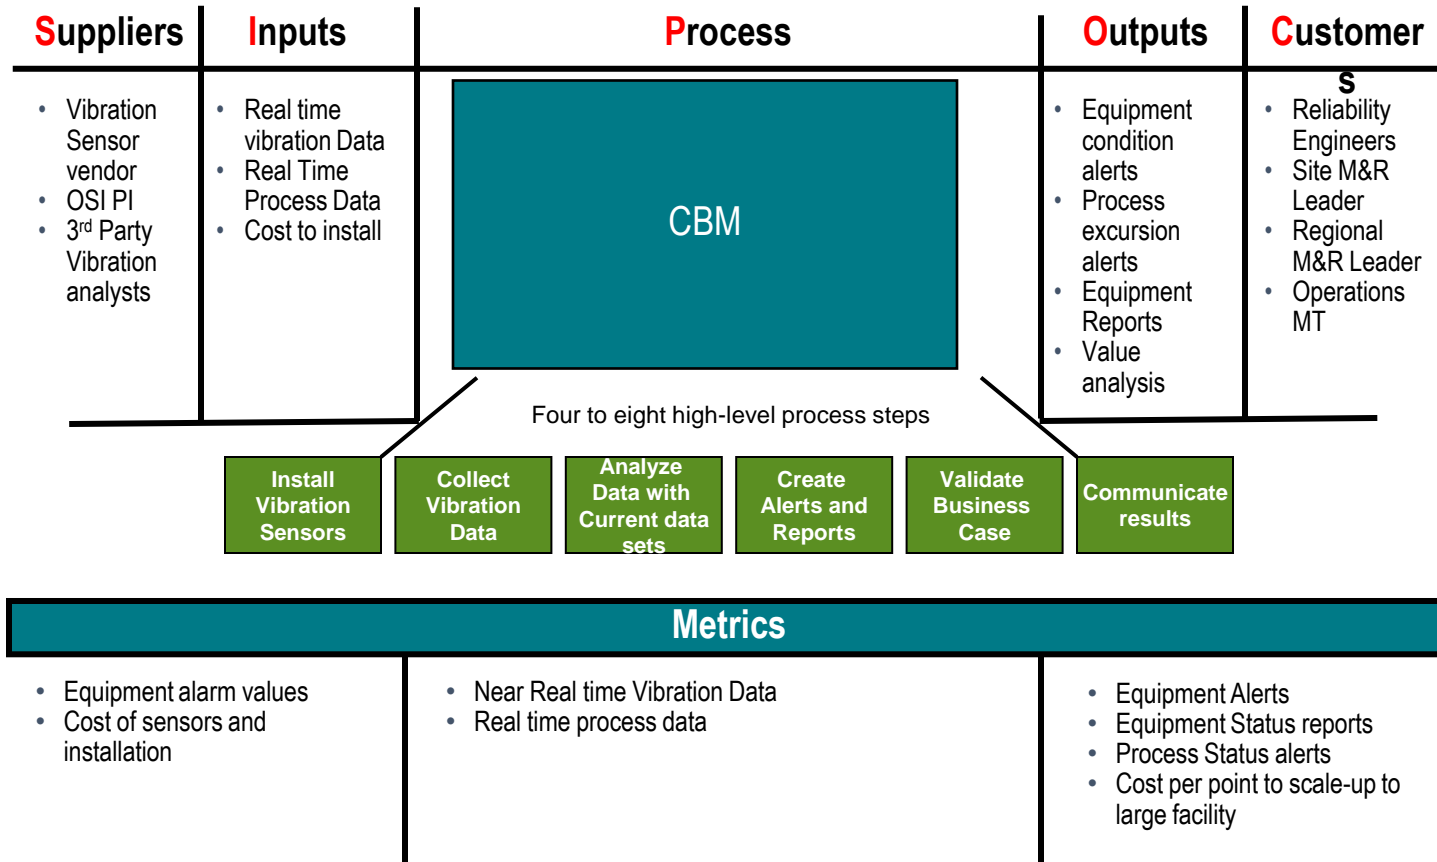 Suppliers
Inputs
Process
Outputs
Customer
s
• Vibration
Sensor
vendor
• OSI PI
• 3rd Party
Vibration
analysts
• Real time
vibration Data
• Real Time
Process Data
• Cost to install
CBM
• Equipment
condition
alerts
• Process
excursion
alerts
• Equipment
Reports
• Value
analysis
• Reliability
Engineers
• Site M&R
Leader
• Regional
M&R Leader
• Operations
MT
Four to eight high-level process steps
Install
Vibration
Sensors
Collect
Vibration
Data
Analyze
Data with
Current data
sets
Create
Alerts and
Reports
Validate
Business
Case
Communicate
results
Metrics
• Equipment alarm values
• Cost of sensors and
installation
• Near Real time Vibration Data
• Real time process data
• Equipment Alerts
• Equipment Status reports
• Process Status alerts
• Cost per point to scale-up to
large facility